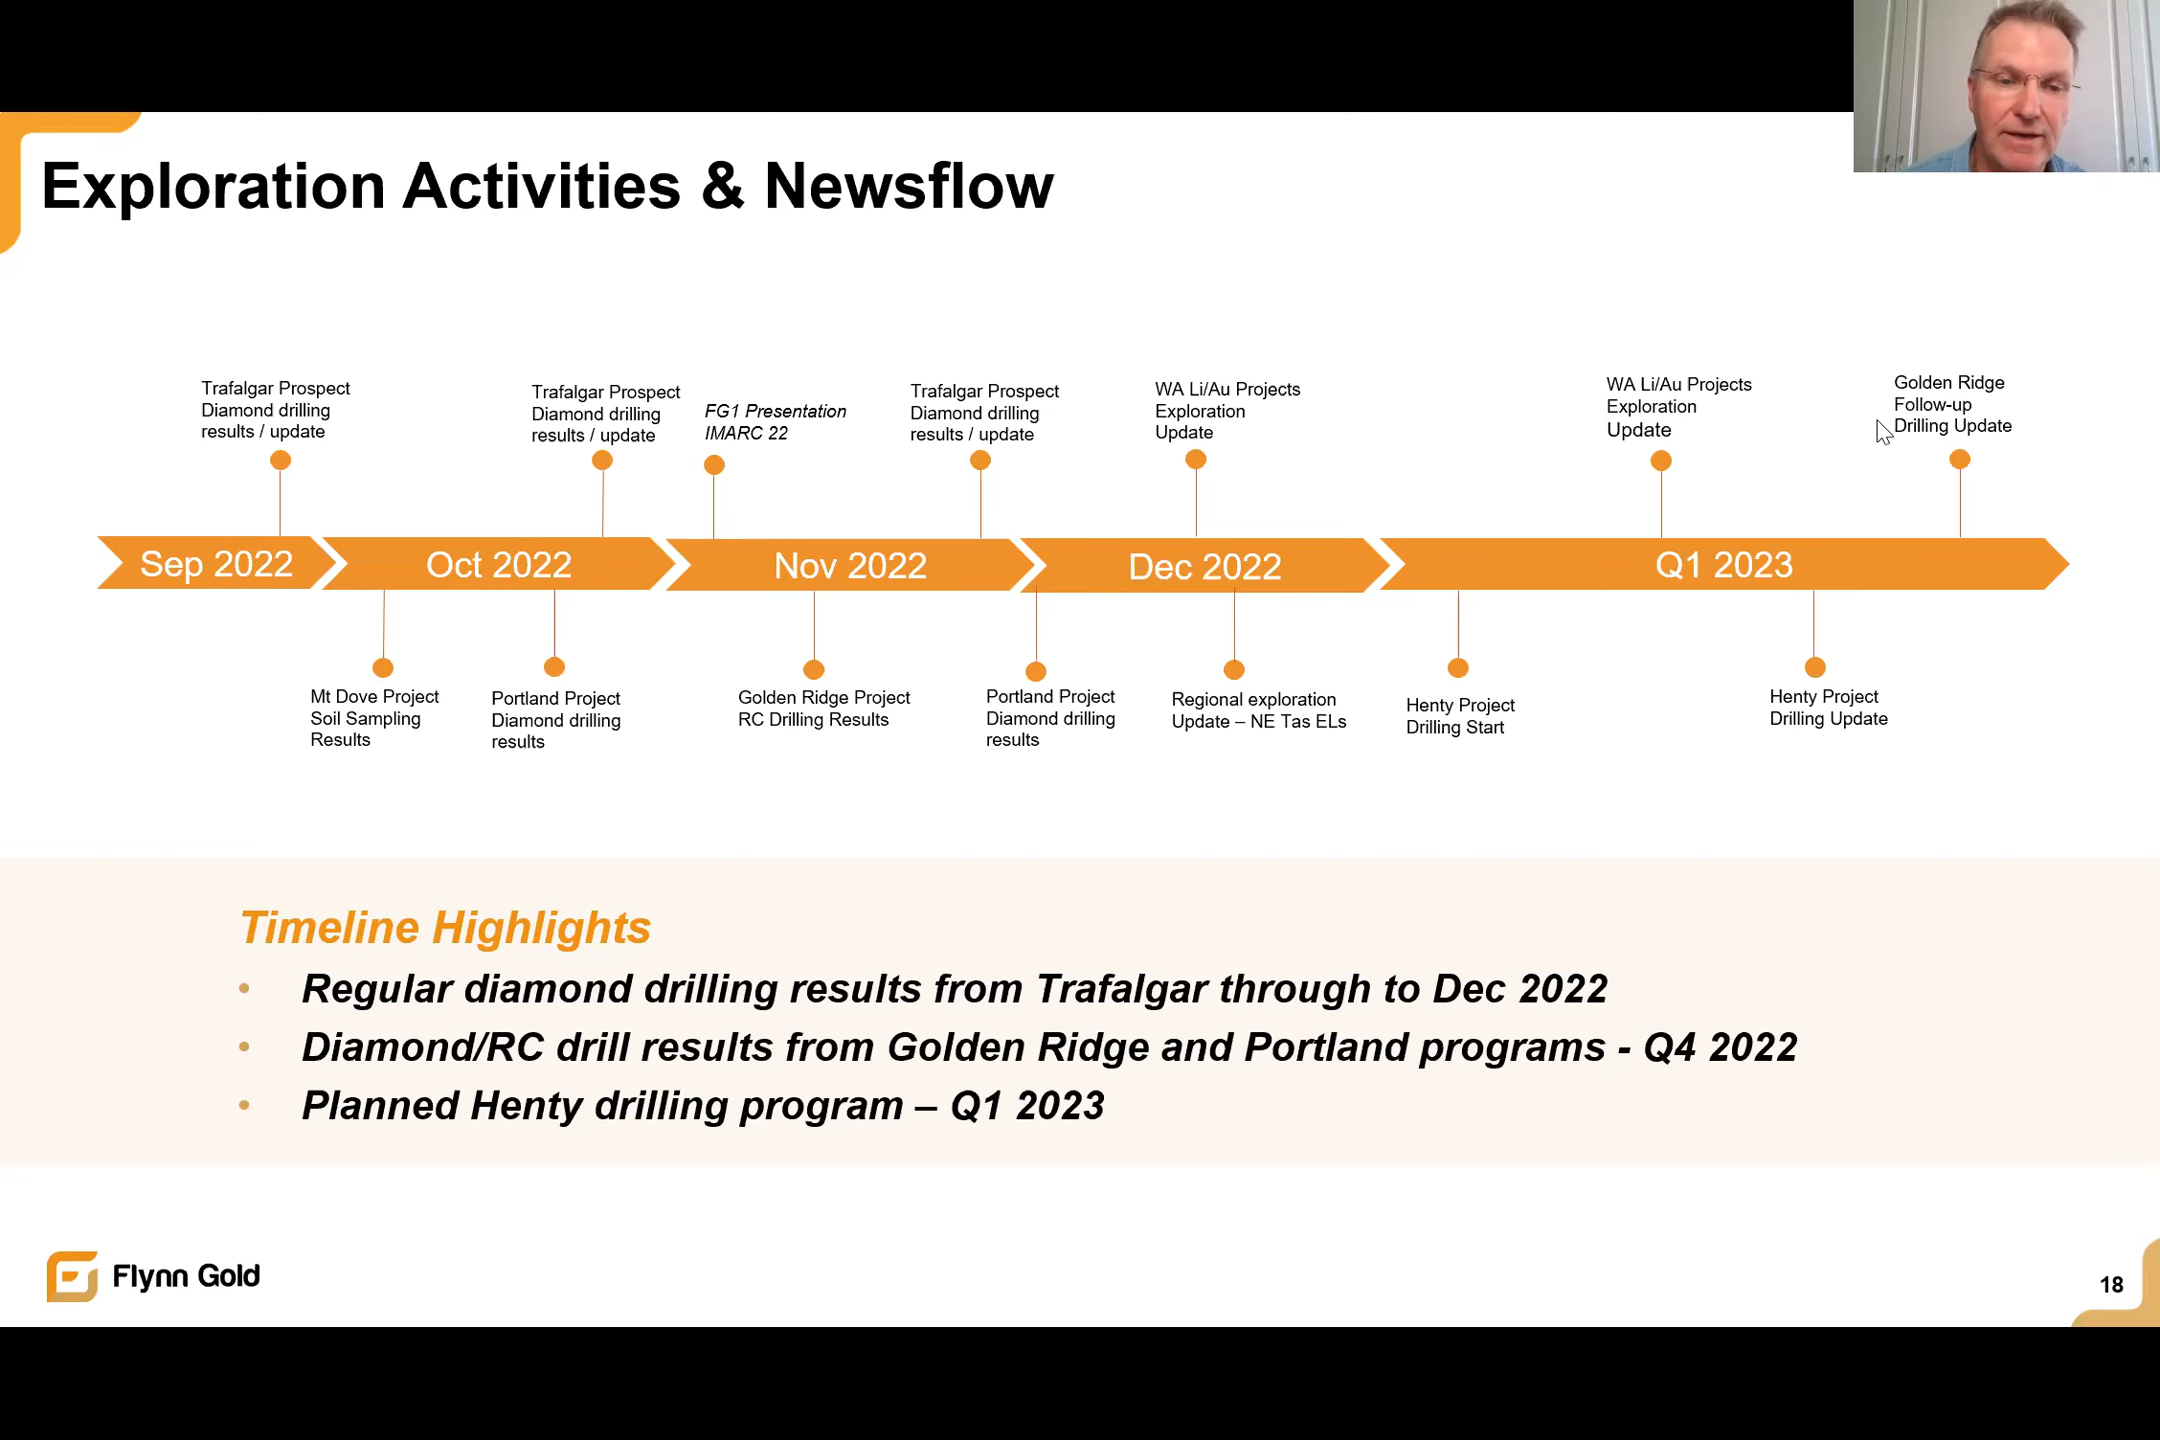 Exploration Activities & Newsflow
Trafalgar Prospect
Diamond drilling
results / update
Trafalgar Prospect
Diamond drilling
results / update
FG1 Presentation
IMARC 22
Trafalgar Prospect
Diamond drilling
results / update
WA Li/Au Projects
Exploration
Update
WA Li/Au Projects
Exploration
Update
Golden Ridge
Follow-up
Drilling Update
Sep 2022
Oct 2022
Nov 2022
Dec 2022
Q1 2023
Mt Dove Project
Soil Sampling
Results
Portland Project
Diamond drilling
results
Golden Ridge Project
RC Drilling Results
Portland Project
Diamond drilling
results
Regional exploration
Update – NE Tas ELs
Henty Project
Drilling Start
Henty Project
Drilling Update
Timeline Highlights
• Regular diamond drilling results from Trafalgar through to Dec 2022
• Diamond/RC drill results from Golden Ridge and Portland programs - Q4 2022
• Planned Henty drilling program – Q1 2023
Flynn Gold
18